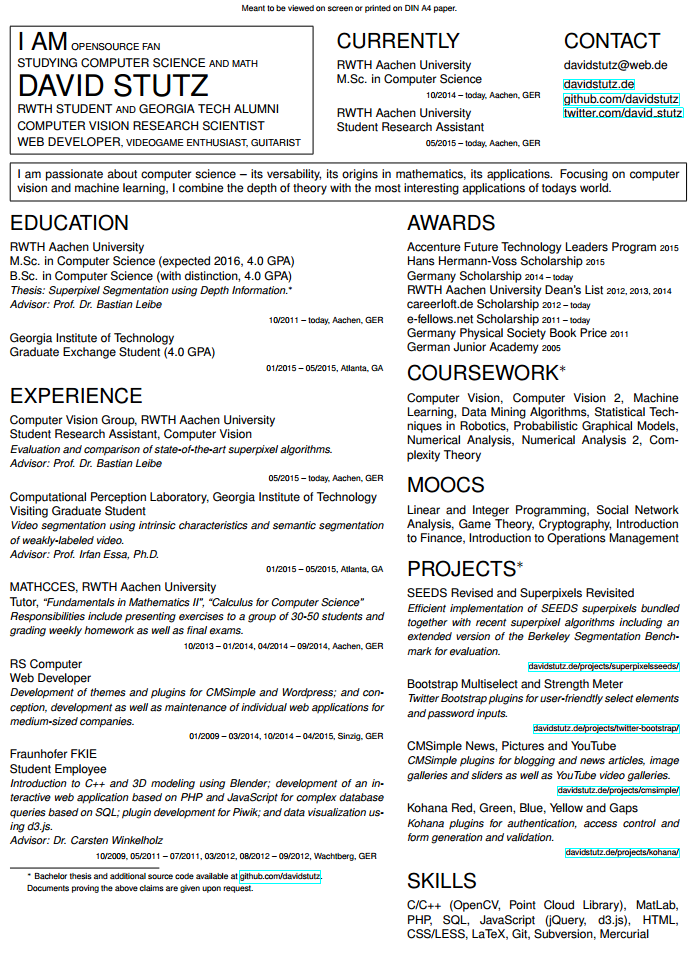 Meant to be viewed on screen or printed on DIN A4 paper.
I AM OPENSOURCE FAN
STUDYING COMPUTER SCIENCE AND MATH
DAVID STUTZ
RWTH STUDENT AND GEORGIA TECH ALUMNI
COMPUTER VISION RESEARCH SCIENTIST
WEB DEVELOPER, VIDEOGAME ENTHUSIAST, GUITARIST
CURRENTLY
RWTH Aachen University
M.Sc. in Computer Science
10/2014 – today, Aachen, GER
RWTH Aachen University
Student Research Assistant
05/2015 – today, Aachen, GER
CONTACT
davidstutz@web.de
davidstutz.de
github.com/davidstutz
twitter.com/david_stutz
I am passionate about computer science – its versability, its origins in mathematics, its applications. Focusing on computer
vision and machine learning, I combine the depth of theory with the most interesting applications of todays world.
EDUCATION
RWTH Aachen University
M.Sc. in Computer Science (expected 2016, 4.0 GPA)
B.Sc. in Computer Science (with distinction, 4.0 GPA)
Thesis: Superpixel Segmentation using Depth Information.*
Advisor: Prof. Dr. Bastian Leibe
10/2011 – today, Aachen, GER
Georgia Institute of Technology
Graduate Exchange Student (4.0 GPA)
01/2015 – 05/2015, Atlanta, GA
EXPERIENCE
Computer Vision Group, RWTH Aachen University
Student Research Assistant, Computer Vision
Evaluation and comparison of state-of-the-art superpixel algorithms.
Advisor: Prof. Dr. Bastian Leibe
05/2015 – today, Aachen, GER
Computational Perception Laboratory, Georgia Institute of Technology
Visiting Graduate Student
Video segmentation using intrinsic characteristics and semantic segmentation
of weakly-labeled video.
Advisor: Prof. Irfan Essa, Ph.D.
01/2015 – 05/2015, Atlanta, GA
MATHCCES, RWTH Aachen University
Tutor, “Fundamentals in Mathematics II”, “Calculus for Computer Science”
Responsibilities include presenting exercises to a group of 30-50 students and
grading weekly homework as well as final exams.
10/2013 – 01/2014, 04/2014 – 09/2014, Aachen, GER
RS Computer
Web Developer
Development of themes and plugins for CMSimple and Wordpress; and con-
ception, development as well as maintenance of individual web applications for
medium-sized companies.
01/2009 – 03/2014, 10/2014 – 04/2015, Sinzig, GER
Fraunhofer FKIE
Student Employee
Introduction to C++ and 3D modeling using Blender; development of an in-
teractive web application based on PHP and JavaScript for complex database
queries based on SQL; plugin development for Piwik; and data visualization us-
ing d3.js.
Advisor: Dr. Carsten Winkelholz
10/2009, 05/2011 – 07/2011, 03/2012, 08/2012 – 09/2012, Wachtberg, GER
* Bachelor thesis and additional source code available at github.com/davidstutz.
Documents proving the above claims are given upon request.
AWARDS
Accenture Future Technology Leaders Program 2015
Hans Hermann-Voss Scholarship 2015
Germany Scholarship 2014 – today
RWTH Aachen University Dean's List 2012, 2013, 2014
careerloft.de Scholarship 2012 – today
e-fellows.net Scholarship 2011 – today
Germany Physical Society Book Price 2011
German Junior Academy 2005
COURSEWORK*
Computer Vision, Computer Vision 2, Machine
Learning, Data Mining Algorithms, Statistical Tech-
niques in Robotics, Probabilistic Graphical Models,
Numerical Analysis, Numerical Analysis 2, Com-
plexity Theory
MOOCS
Linear and Integer Programming, Social Network
Analysis, Game Theory, Cryptography, Introduction
to Finance, Introduction to Operations Management
PROJECTS*
SEEDS Revised and Superpixels Revisited
Efficient implementation of SEEDS superpixels bundled
together with recent superpixel algorithms including an
extended version of the Berkeley Segmentation Bench-
mark for evaluation.
davidstutz.de/projects/superpixelsseeds/
Bootstrap Multiselect and Strength Meter
Twitter Bootstrap plugins for user-friendly select elements
and password inputs.
davidstutz.de/projects/twitter-bootstrap/
CMSimple News, Pictures and YouTube
CMSimple plugins for blogging and news articles, image
galleries and sliders as well as YouTube video galleries.
davidstutz.de/projects/cmsimple/
Kohana Red, Green, Blue, Yellow and Gaps
Kohana plugins for authentication, access control and
form generation and validation.
davidstutz.de/projects/kohana/
SKILLS
C/C++ (OpenCV, Point Cloud Library), MatLab,
PHP, SQL, JavaScript (jQuery, d3.js), HTML,
CSS/LESS, LaTeX, Git, Subversion, Mercurial